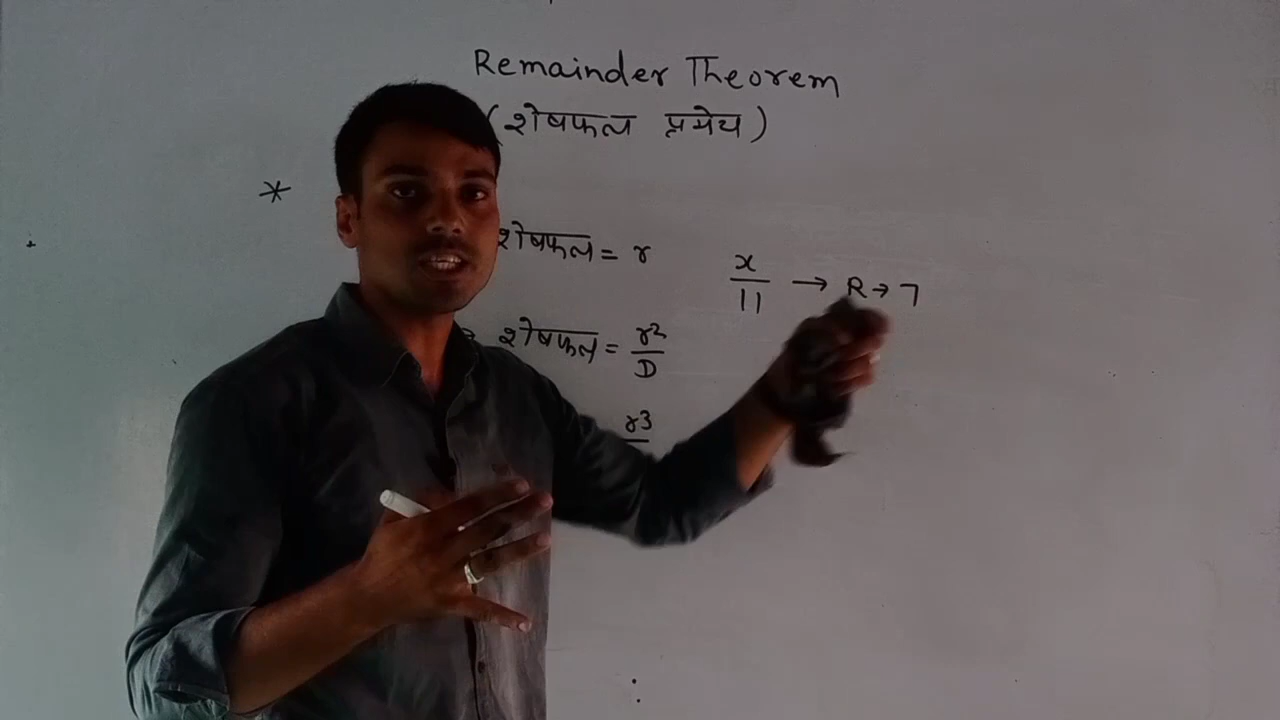 Remainder Theorem
(शेषफल प्रमेय)
*
शेषफल = r
x/11 → R → 7
शेषफल = r²/D
r³